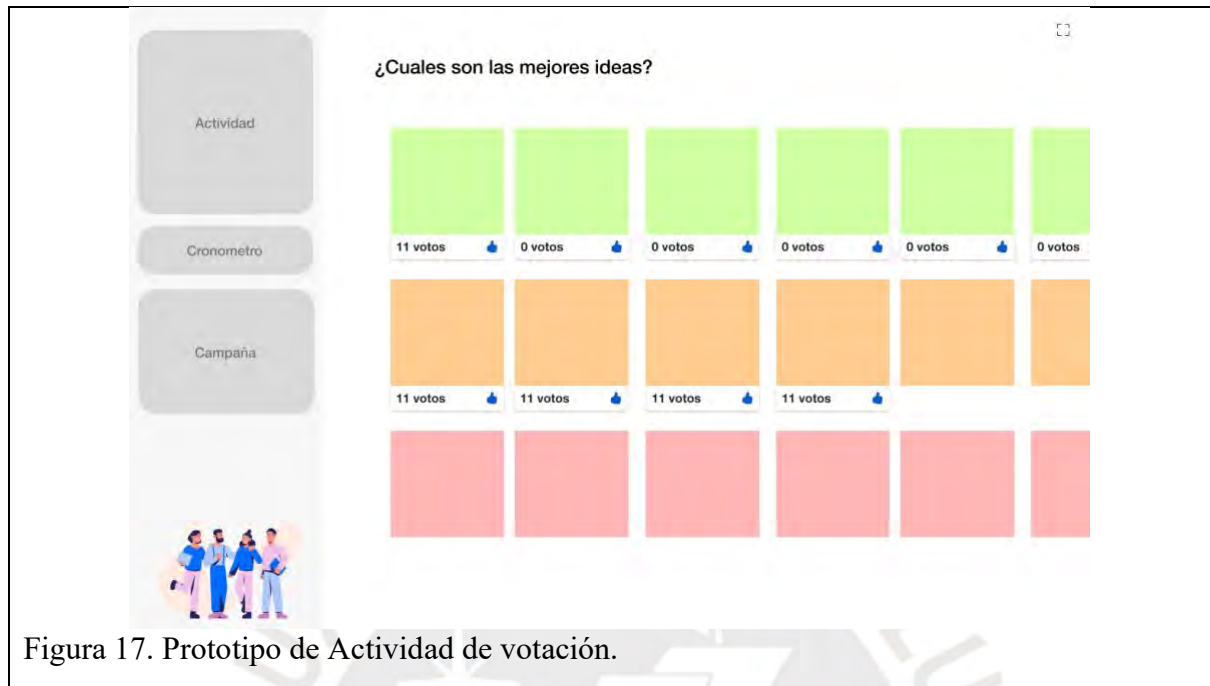 ¿Cuales son las mejores ideas?
Actividad
Cronometro
Campaña
11 votos 0 votos 0 votos 0 votos 0 votos 0 votos
11 votos 11 votos 11 votos 11 votos
Figura 17. Prototipo de Actividad de votación.